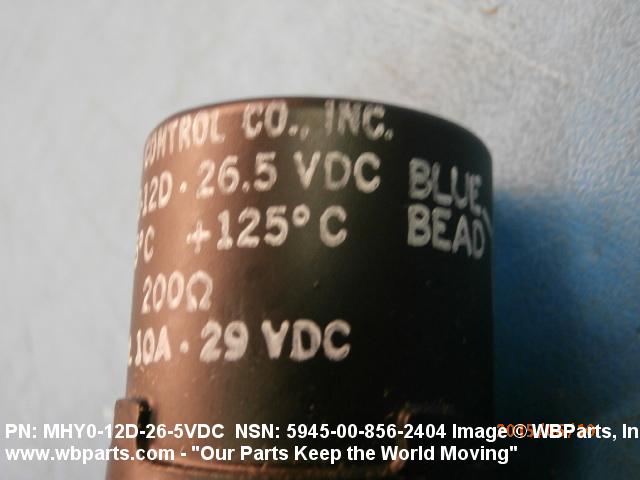 CONTROL CO., INC.
-12D · 26.5 VDC
°C +125°C
200Ω
10A · 29 VDC
BLUE
BEAD
PN: MHY0-12D-26-5VDC NSN: 5945-00-856-2404 Image © WBParts, In
www.wbparts.com - "Our Parts Keep the World Moving"